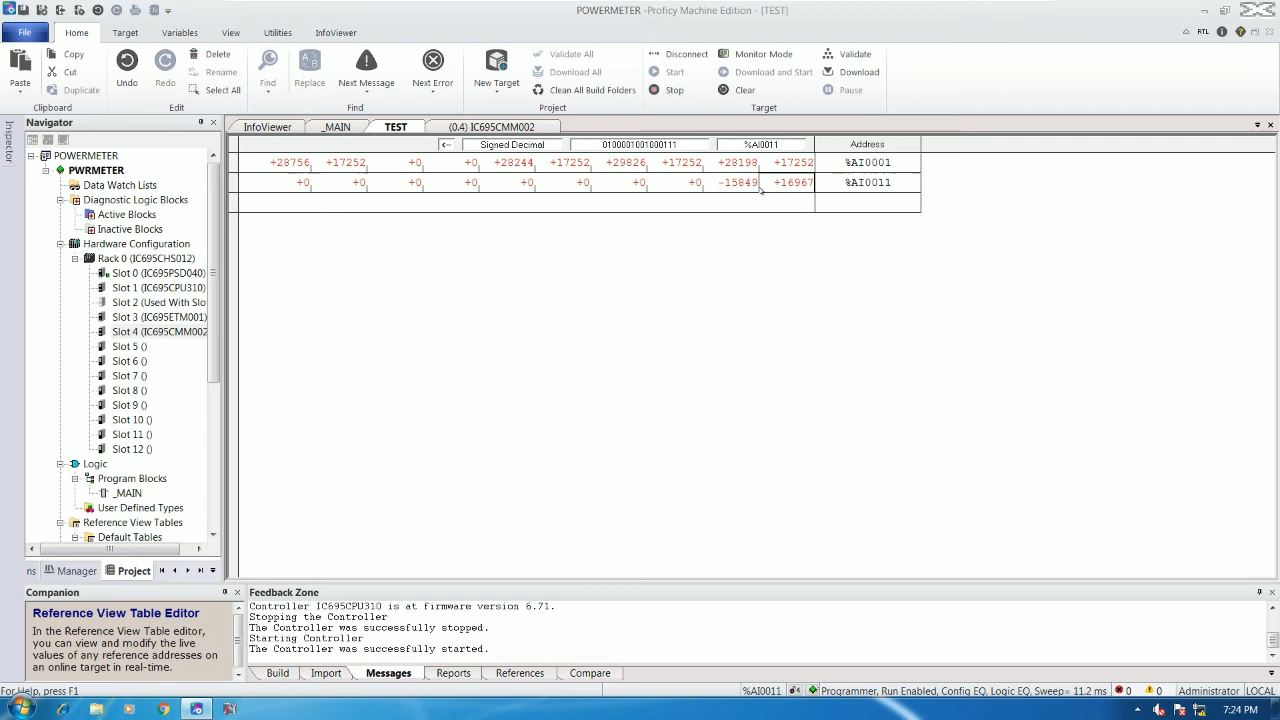 POWERMETER -Proficy Machine Edition - [TEST]
File Home Target Variables View Utilities InfoViewer RTL
Paste Copy Cut Duplicate Undo Redo Delete Rename Select All Find Replace Next Message Next Error New Target Validate All Download All Clean All Build Folders Disconnect Start Stop Monitor Mode Download and Start Clear Validate Download Pause
Clipboard Edit Find Project Target
Inspector
Navigator
POWERMETER
PWRMETER
Data Watch Lists
Diagnostic Logic Blocks
Active Blocks
Inactive Blocks
Hardware Configuration
Rack 0 (IC695CHS012)
Slot 0 (IC695PSD040)
Slot 1 (IC695CPU310)
Slot 2 (Used With Slo
Slot 3 (IC695ETM001)
Slot 4 (IC695CMM002
Slot 5 ()
Slot 6 ()
Slot 7 ()
Slot 8 ()
Slot 9 ()
Slot 10 ()
Slot 11 ()
Slot 12 ()
Logic
Program Blocks
_MAIN
User Defined Types
Reference View Tables
Default Tables
ns Manager Project
InfoViewer _MAIN TEST (0.4) IC695CMM002
Signed Decimal 0100001001000111 %AI0011 Address
+28756 +17252 +0 +0 +28244 +17252 +29826 +17252 +28198 +17252 %AI0001
+0 +0 +0 +0 +0 +0 +0 +0 -15849 +16967 %AI0011
Companion
Reference View Table Editor
In the Reference View Table editor,
you can view and modify the live
values of any reference addresses on
an online target in real-time.
Feedback Zone
Controller IC695CPU310 is at firmware version 6.71.
Stopping the Controller
The Controller was successfully stopped.
Starting Controller
The Controller was successfully started.
Build Import Messages Reports References Compare
For Help, press F1 %AI0011 Programmer, Run Enabled, Config EQ, Logic EQ, Sweep= 11.2 ms 0 0 Administrator LOCAL
7:24 PM